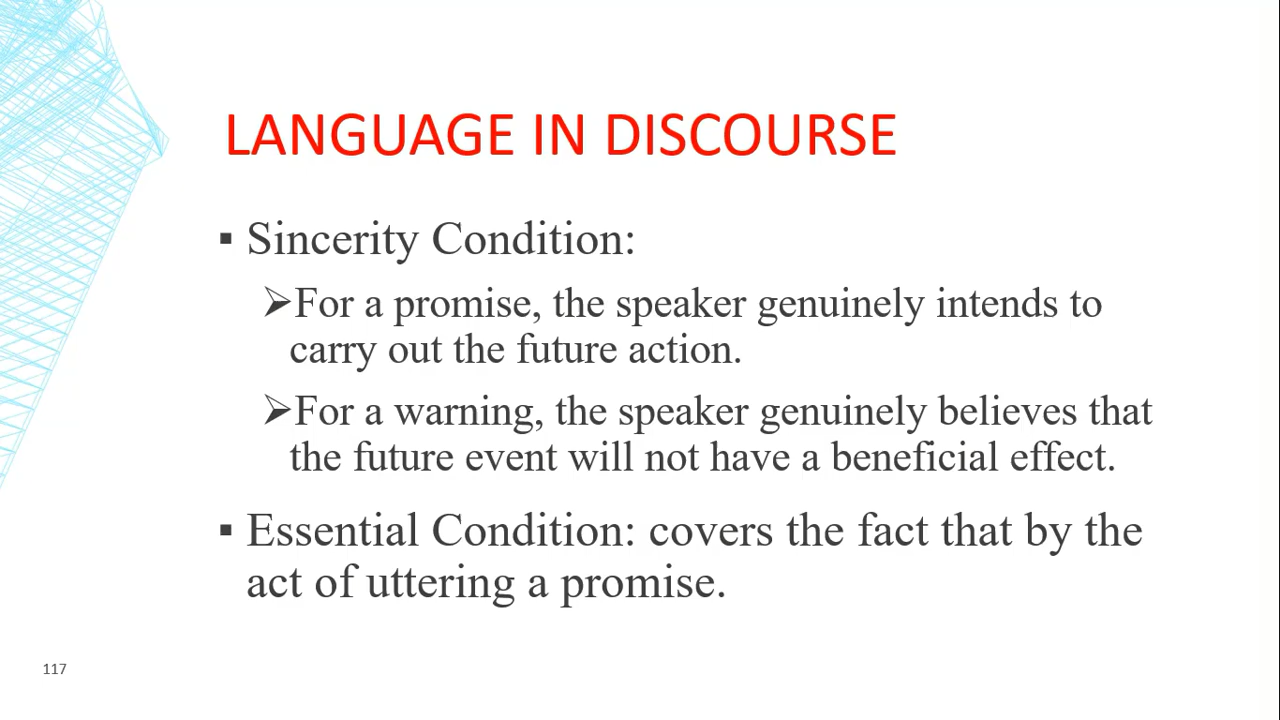 LANGUAGE IN DISCOURSE
▪ Sincerity Condition:
➢For a promise, the speaker genuinely intends to
carry out the future action.
➢For a warning, the speaker genuinely believes that
the future event will not have a beneficial effect.
▪ Essential Condition: covers the fact that by the
act of uttering a promise.
117